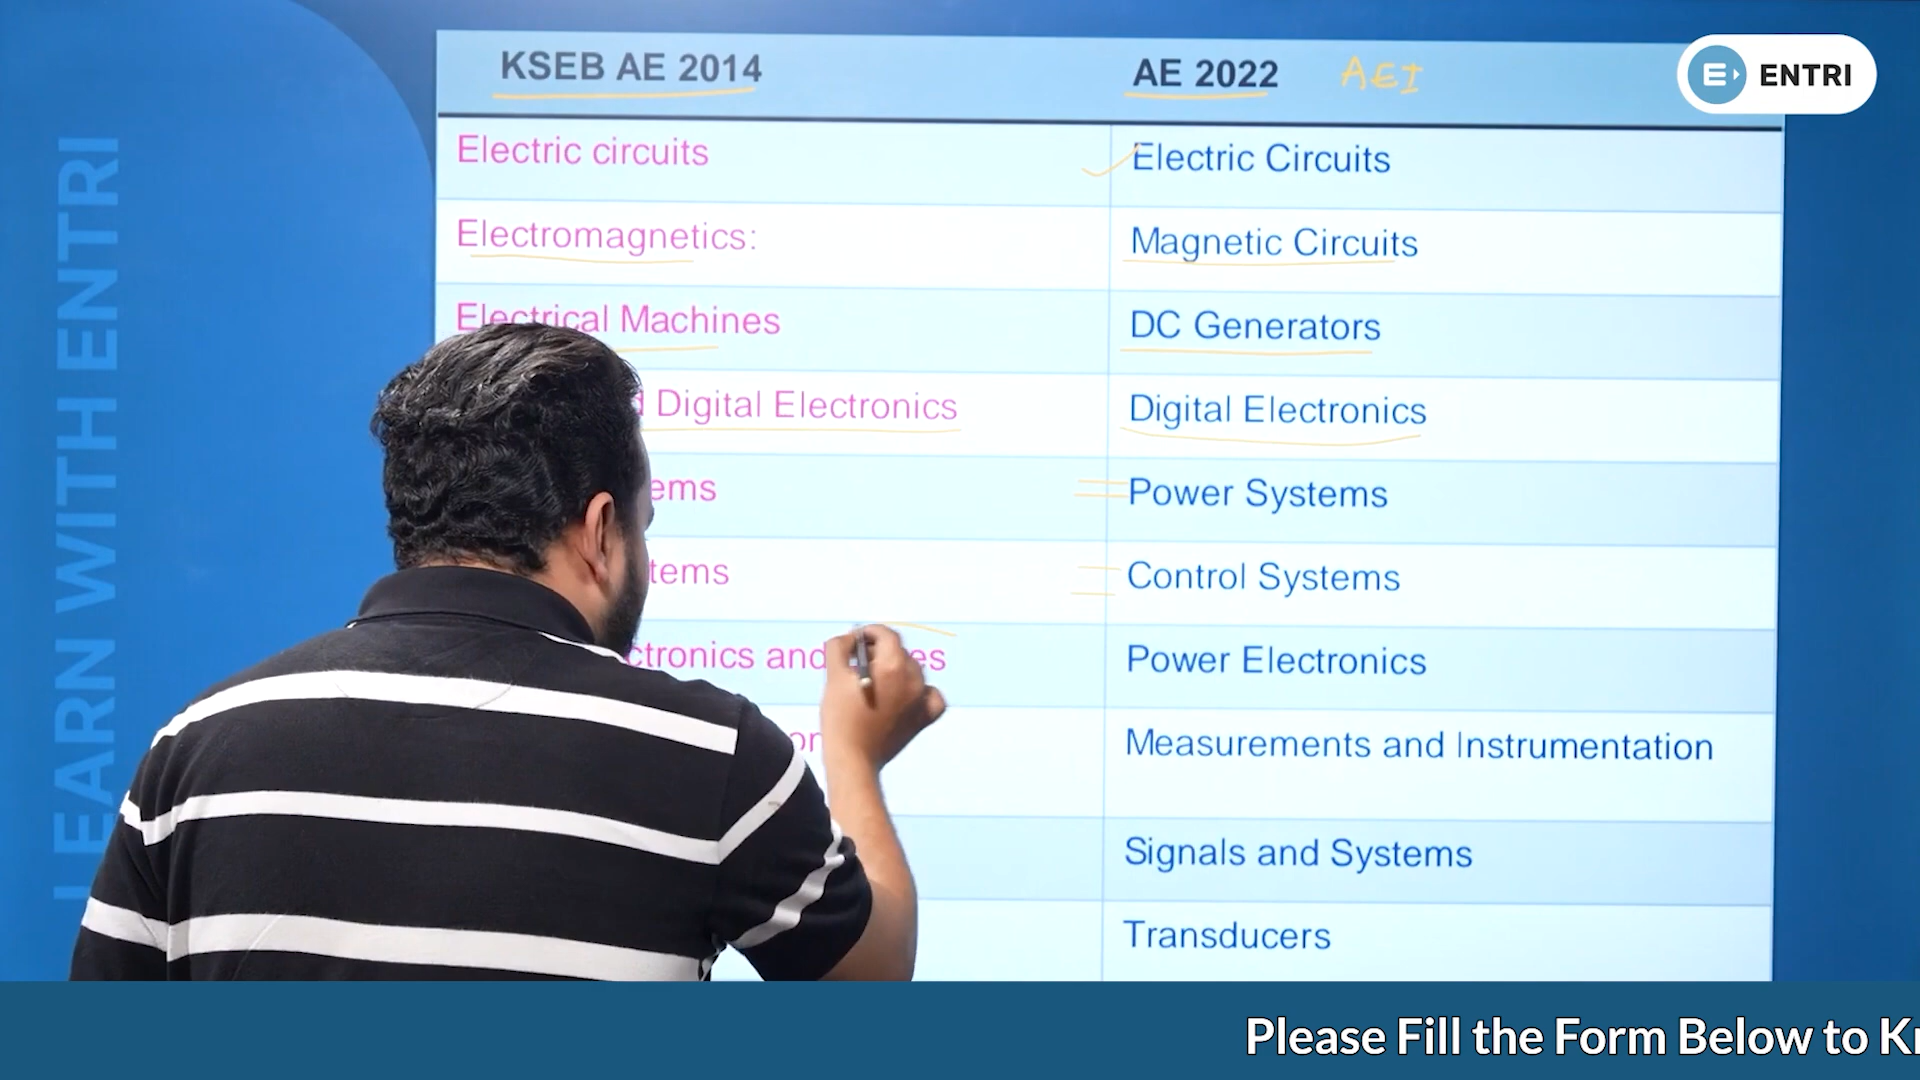 KSEB AE 2014
AE 2022 AEI
ENTRI
LEARN WITH ENTRI
Electric circuits
Electric Circuits
Electromagnetics:
Magnetic Circuits
Electrical Machines
DC Generators
Digital Electronics
Digital Electronics
Power Systems
Control Systems
and
Power Electronics
Measurements and Instrumentation
Signals and Systems
Transducers
Please Fill the Form Below to